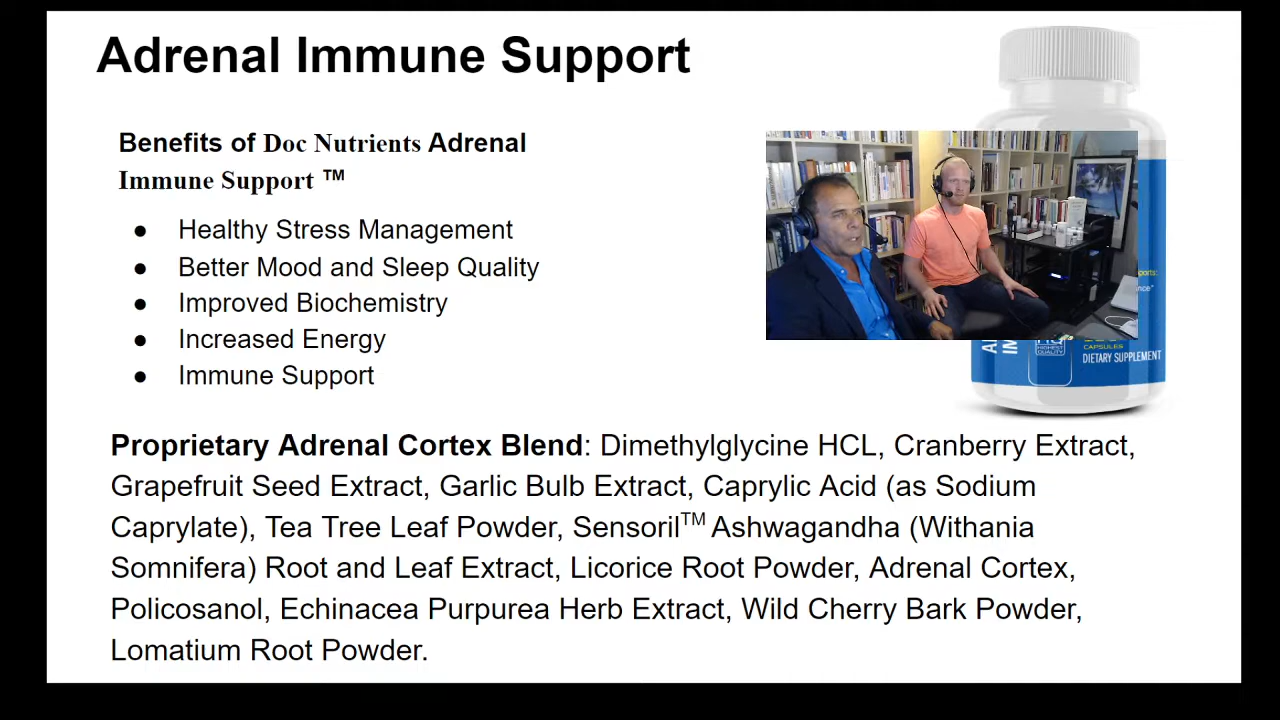 Adrenal Immune Support
Benefits of Doc Nutrients Adrenal
Immune Support ™
● Healthy Stress Management
● Better Mood and Sleep Quality
● Improved Biochemistry
● Increased Energy
● Immune Support
HIGHEST
QUALITY
CAPSULES
DIETARY SUPPLEMENT
Proprietary Adrenal Cortex Blend: Dimethylglycine HCL, Cranberry Extract,
Grapefruit Seed Extract, Garlic Bulb Extract, Caprylic Acid (as Sodium
Caprylate), Tea Tree Leaf Powder, Sensoril™ Ashwagandha (Withania
Somnifera) Root and Leaf Extract, Licorice Root Powder, Adrenal Cortex,
Policosanol, Echinacea Purpurea Herb Extract, Wild Cherry Bark Powder,
Lomatium Root Powder.